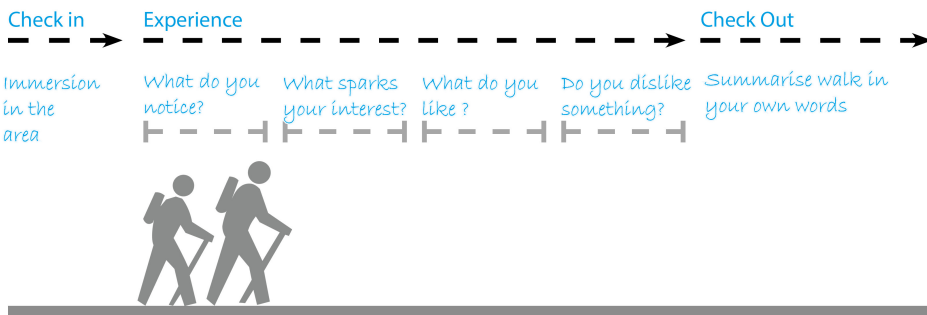 Check in
Experience
Check Out
Immersion
in the
area
What do you
notice?
What sparks
your interest?
What do you
like ?
Do you dislike
something?
Summarise walk in
your own words